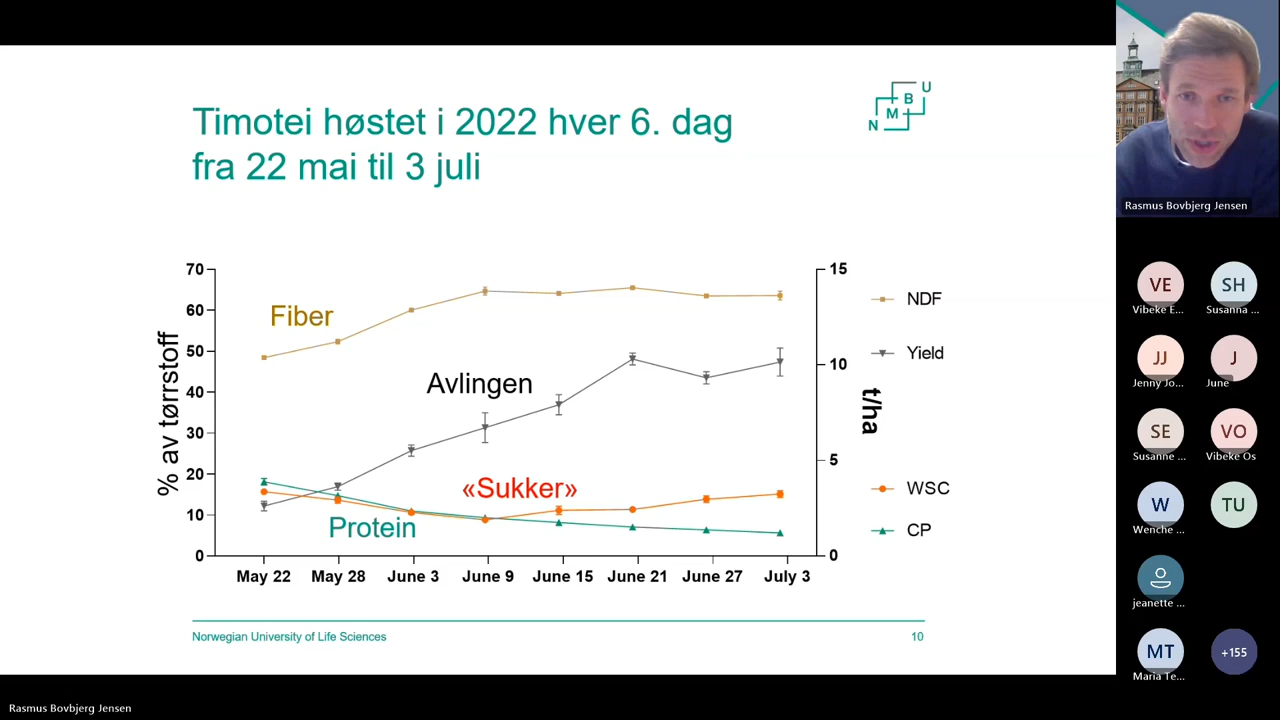 Timotei høstet i 2022 hver 6. dag
fra 22 mai til 3 juli
N M B U
70
60
50
40
30
20
10
0
% av tørrstoff
Fiber
Avlingen
«Sukker»
Protein
15
10
5
0
t/ha
NDF
Yield
WSC
CP
May 22 May 28 June 3 June 9 June 15 June 21 June 27 July 3
Norwegian University of Life Sciences 10
Rasmus Bovbjerg Jensen
VE SH
Vibeke E... Susanna ...
JJ J
Jenny Jo... June
SE VO
Susanne ... Vibeke Os
W TU
Wenche ...
jeanette ...
MT +155
Maria Te...
Rasmus Bovbjerg Jensen